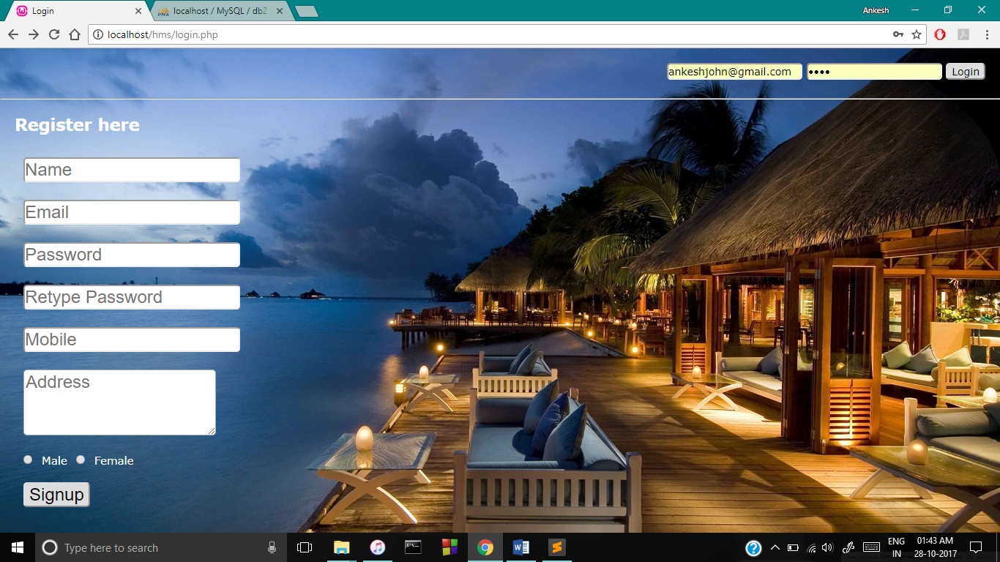 Login
PMA localhost / MySQL / db2
Ankesh
localhost/hms/login.php
ankeshjohn@gmail.com •••• Login
Register here
Name
Email
Password
Retype Password
Mobile
Address
Male Female
Signup
Type here to search
ENG
IN
01:43 AM
28-10-2017